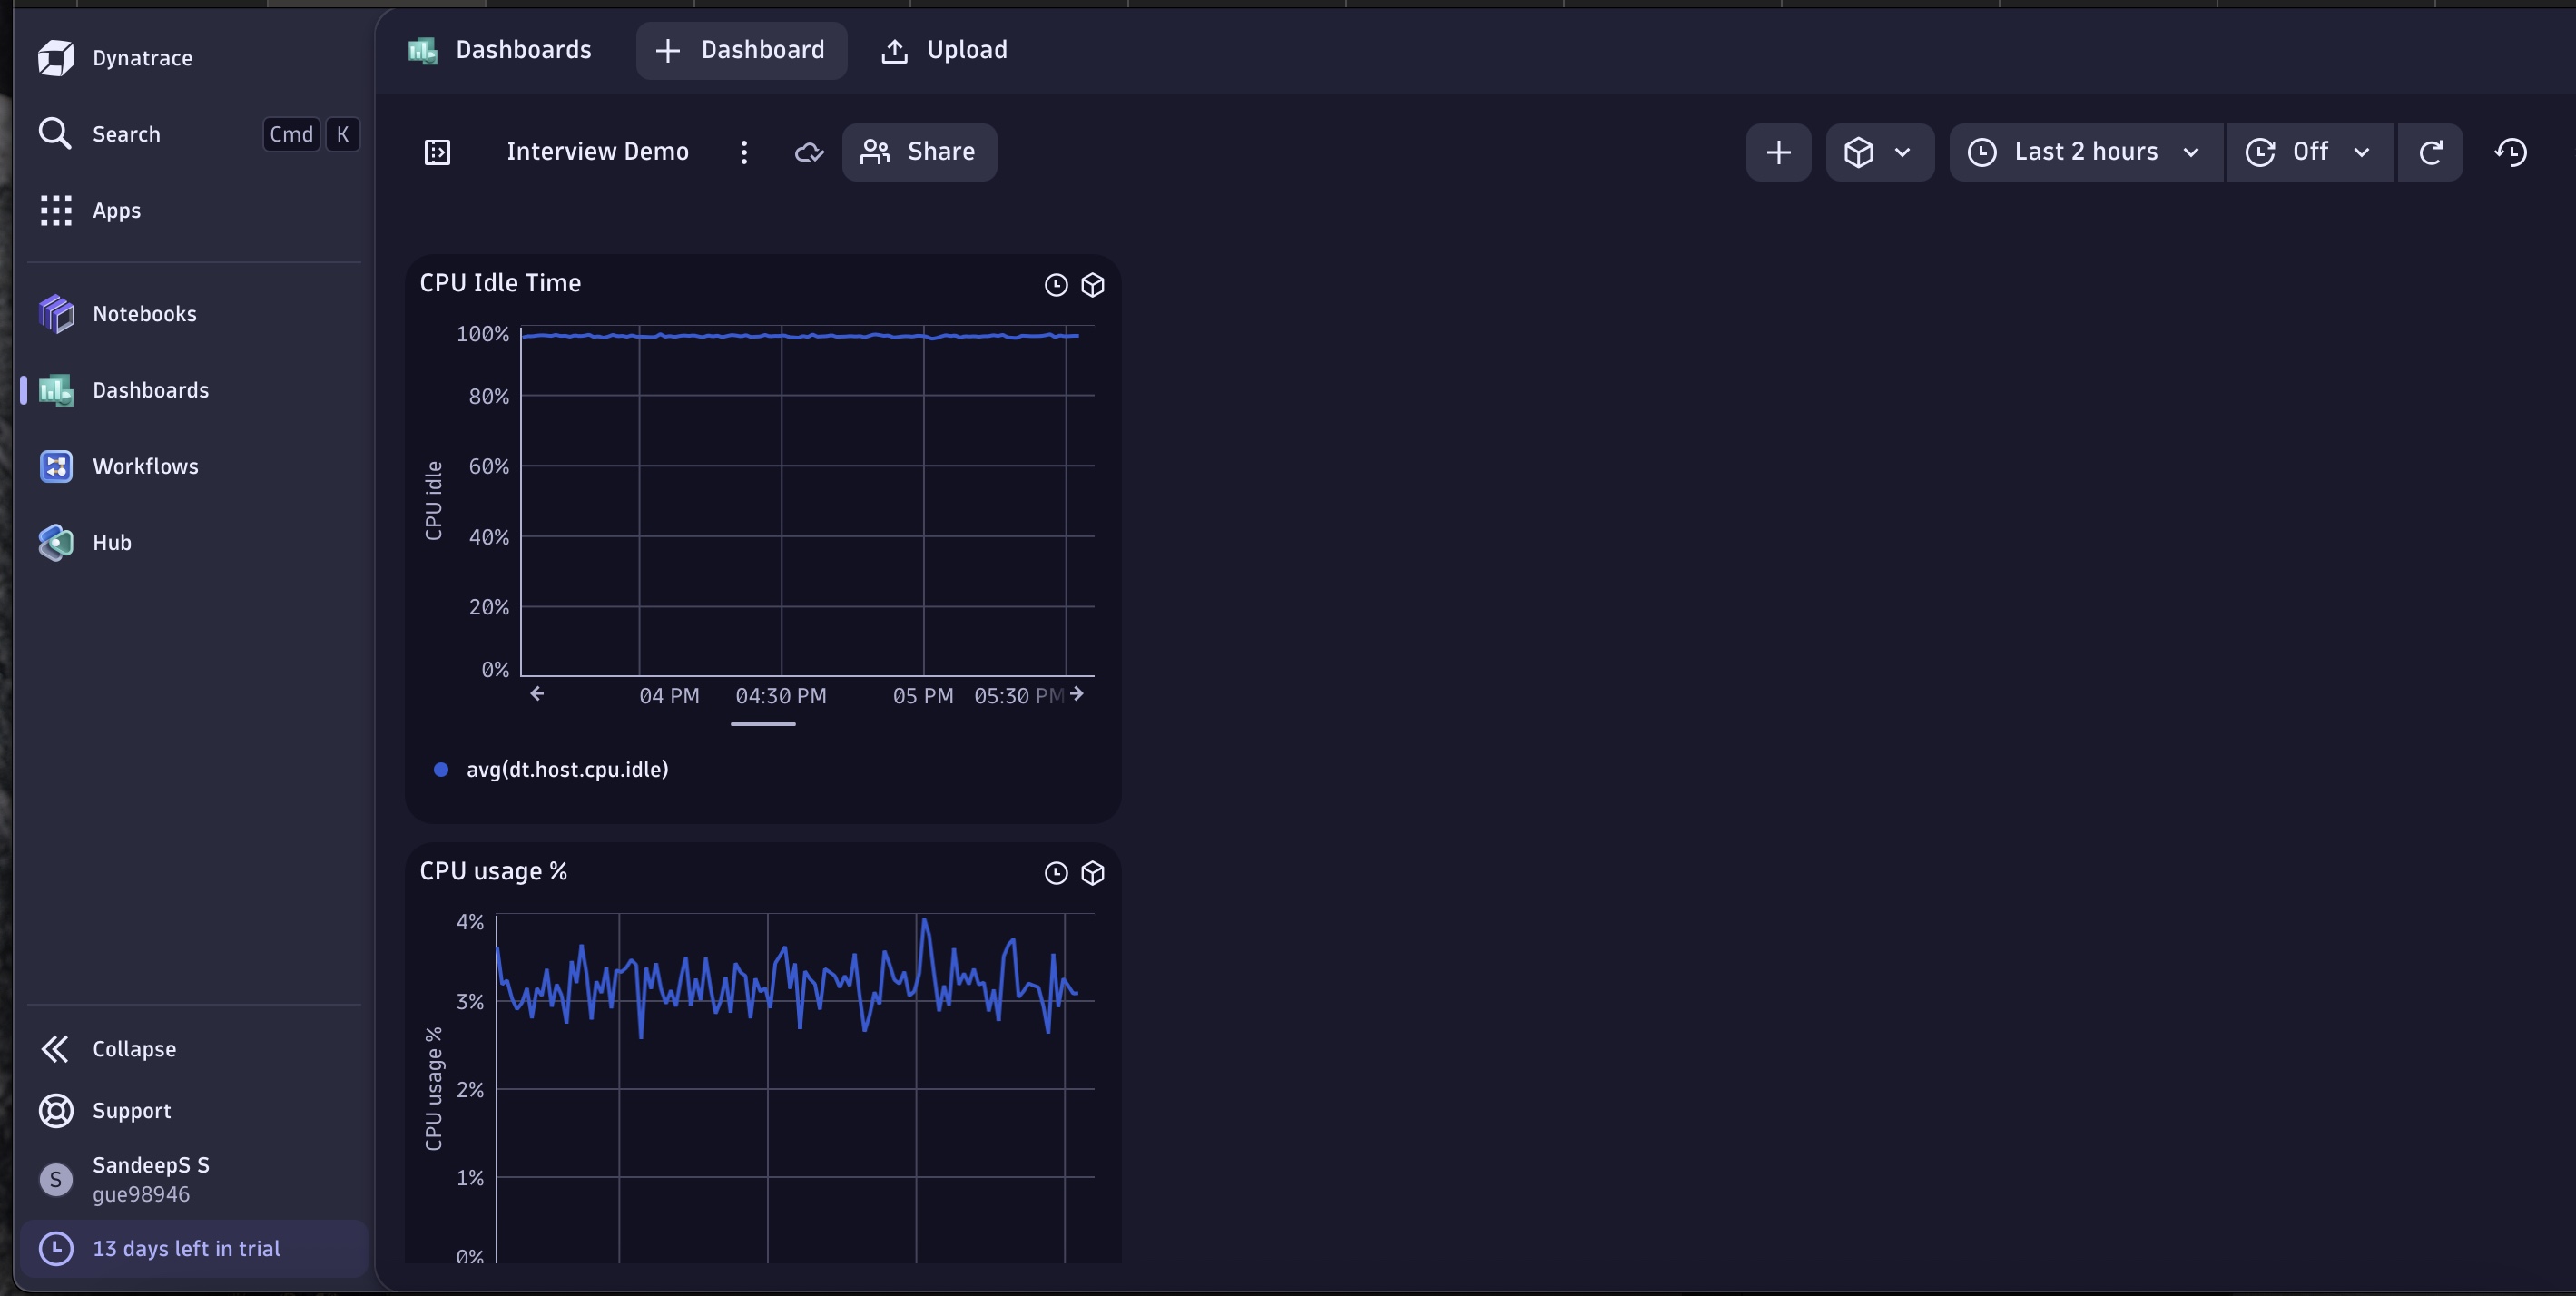 Dynatrace
Search Cmd K
Apps
Notebooks
Dashboards
Workflows
Hub
Collapse
Support
S SandeepS S
gue98946
13 days left in trial
Dashboards Dashboard Upload
Interview Demo Share Last 2 hours Off
CPU Idle Time
100%
80%
60%
40%
20%
0%
CPU idle
04 PM 04:30 PM 05 PM 05:30 PM
avg(dt.host.cpu.idle)
CPU usage %
4%
3%
2%
1%
0%
CPU usage %